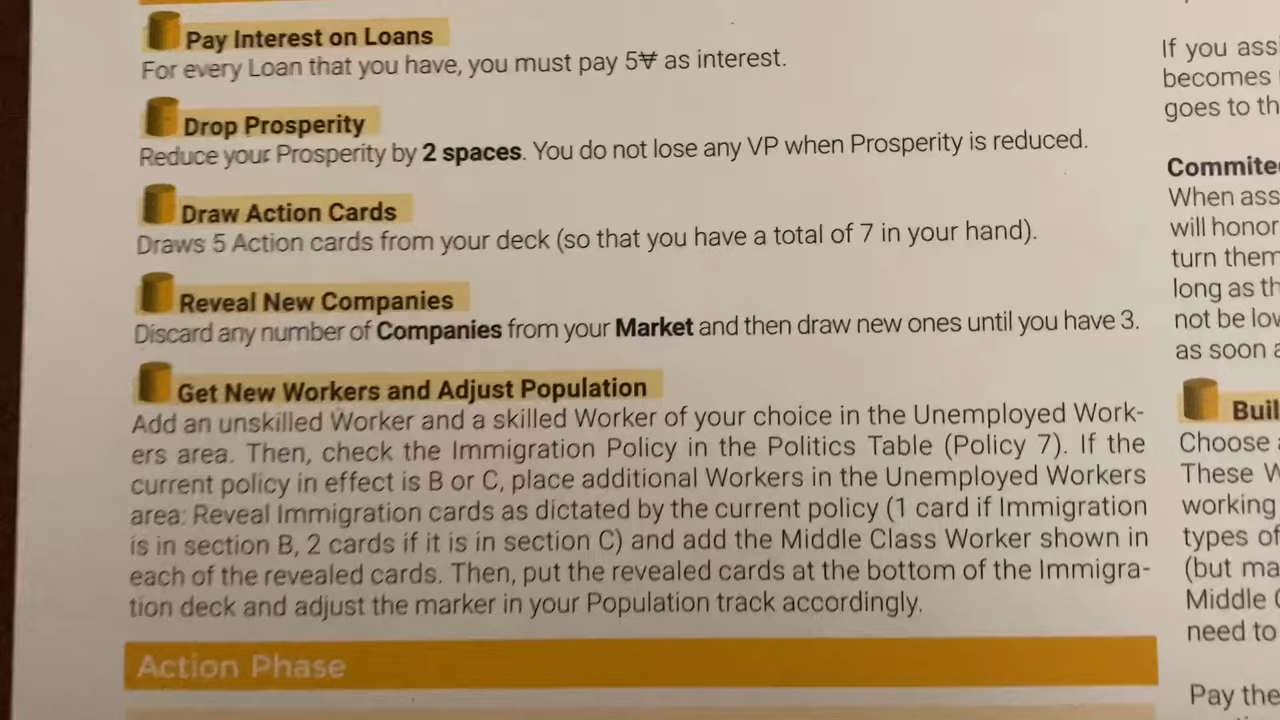 Pay Interest on Loans
For every Loan that you have, you must pay 5₩ as interest.
Drop Prosperity
Reduce your Prosperity by 2 spaces. You do not lose any VP when Prosperity is reduced.
Draw Action Cards
Draws 5 Action cards from your deck (so that you have a total of 7 in your hand).
Reveal New Companies
Discard any number of Companies from your Market and then draw new ones until you have 3.
Get New Workers and Adjust Population
Add an unskilled Worker and a skilled Worker of your choice in the Unemployed Work-
ers area. Then, check the Immigration Policy in the Politics Table (Policy 7). If the
current policy in effect is B or C, place additional Workers in the Unemployed Workers
area: Reveal Immigration cards as dictated by the current policy (1 card if Immigration
is in section B, 2 cards if it is in section C) and add the Middle Class Worker shown in
each of the revealed cards. Then, put the revealed cards at the bottom of the Immigra-
tion deck and adjust the marker in your Population track accordingly.
Action Phase
If you ass
becomes
goes to th
Commite
When ass
will honor
turn them
long as th
not be lov
as soon a
Buil
Choose a
These W
working
types of
(but ma
Middle C
need to
Pay the